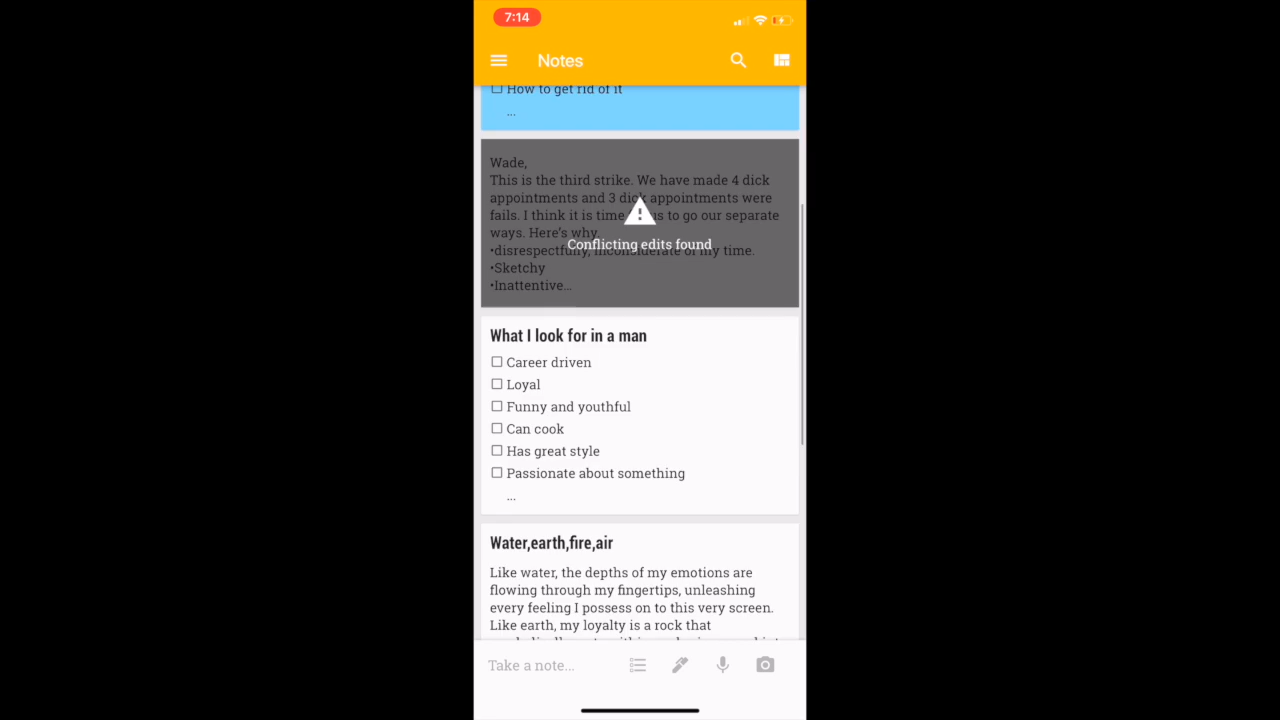 7:14
Notes
How to get rid of it
...
Wade,
This is the third strike. We have made 4 dick
appointments and 3 dick appointments were
fails. I think it is time to go our separate
ways. Here's why.
•disrespectfully, inconsiderate of my time.
•Sketchy
•Inattentive...
Conflicting edits found
What I look for in a man
Career driven
Loyal
Funny and youthful
Can cook
Has great style
Passionate about something
...
Water,earth,fire,air
Like water, the depths of my emotions are
flowing through my fingertips, unleashing
every feeling I possess on to this very screen.
Like earth, my loyalty is a rock that
Take a note...